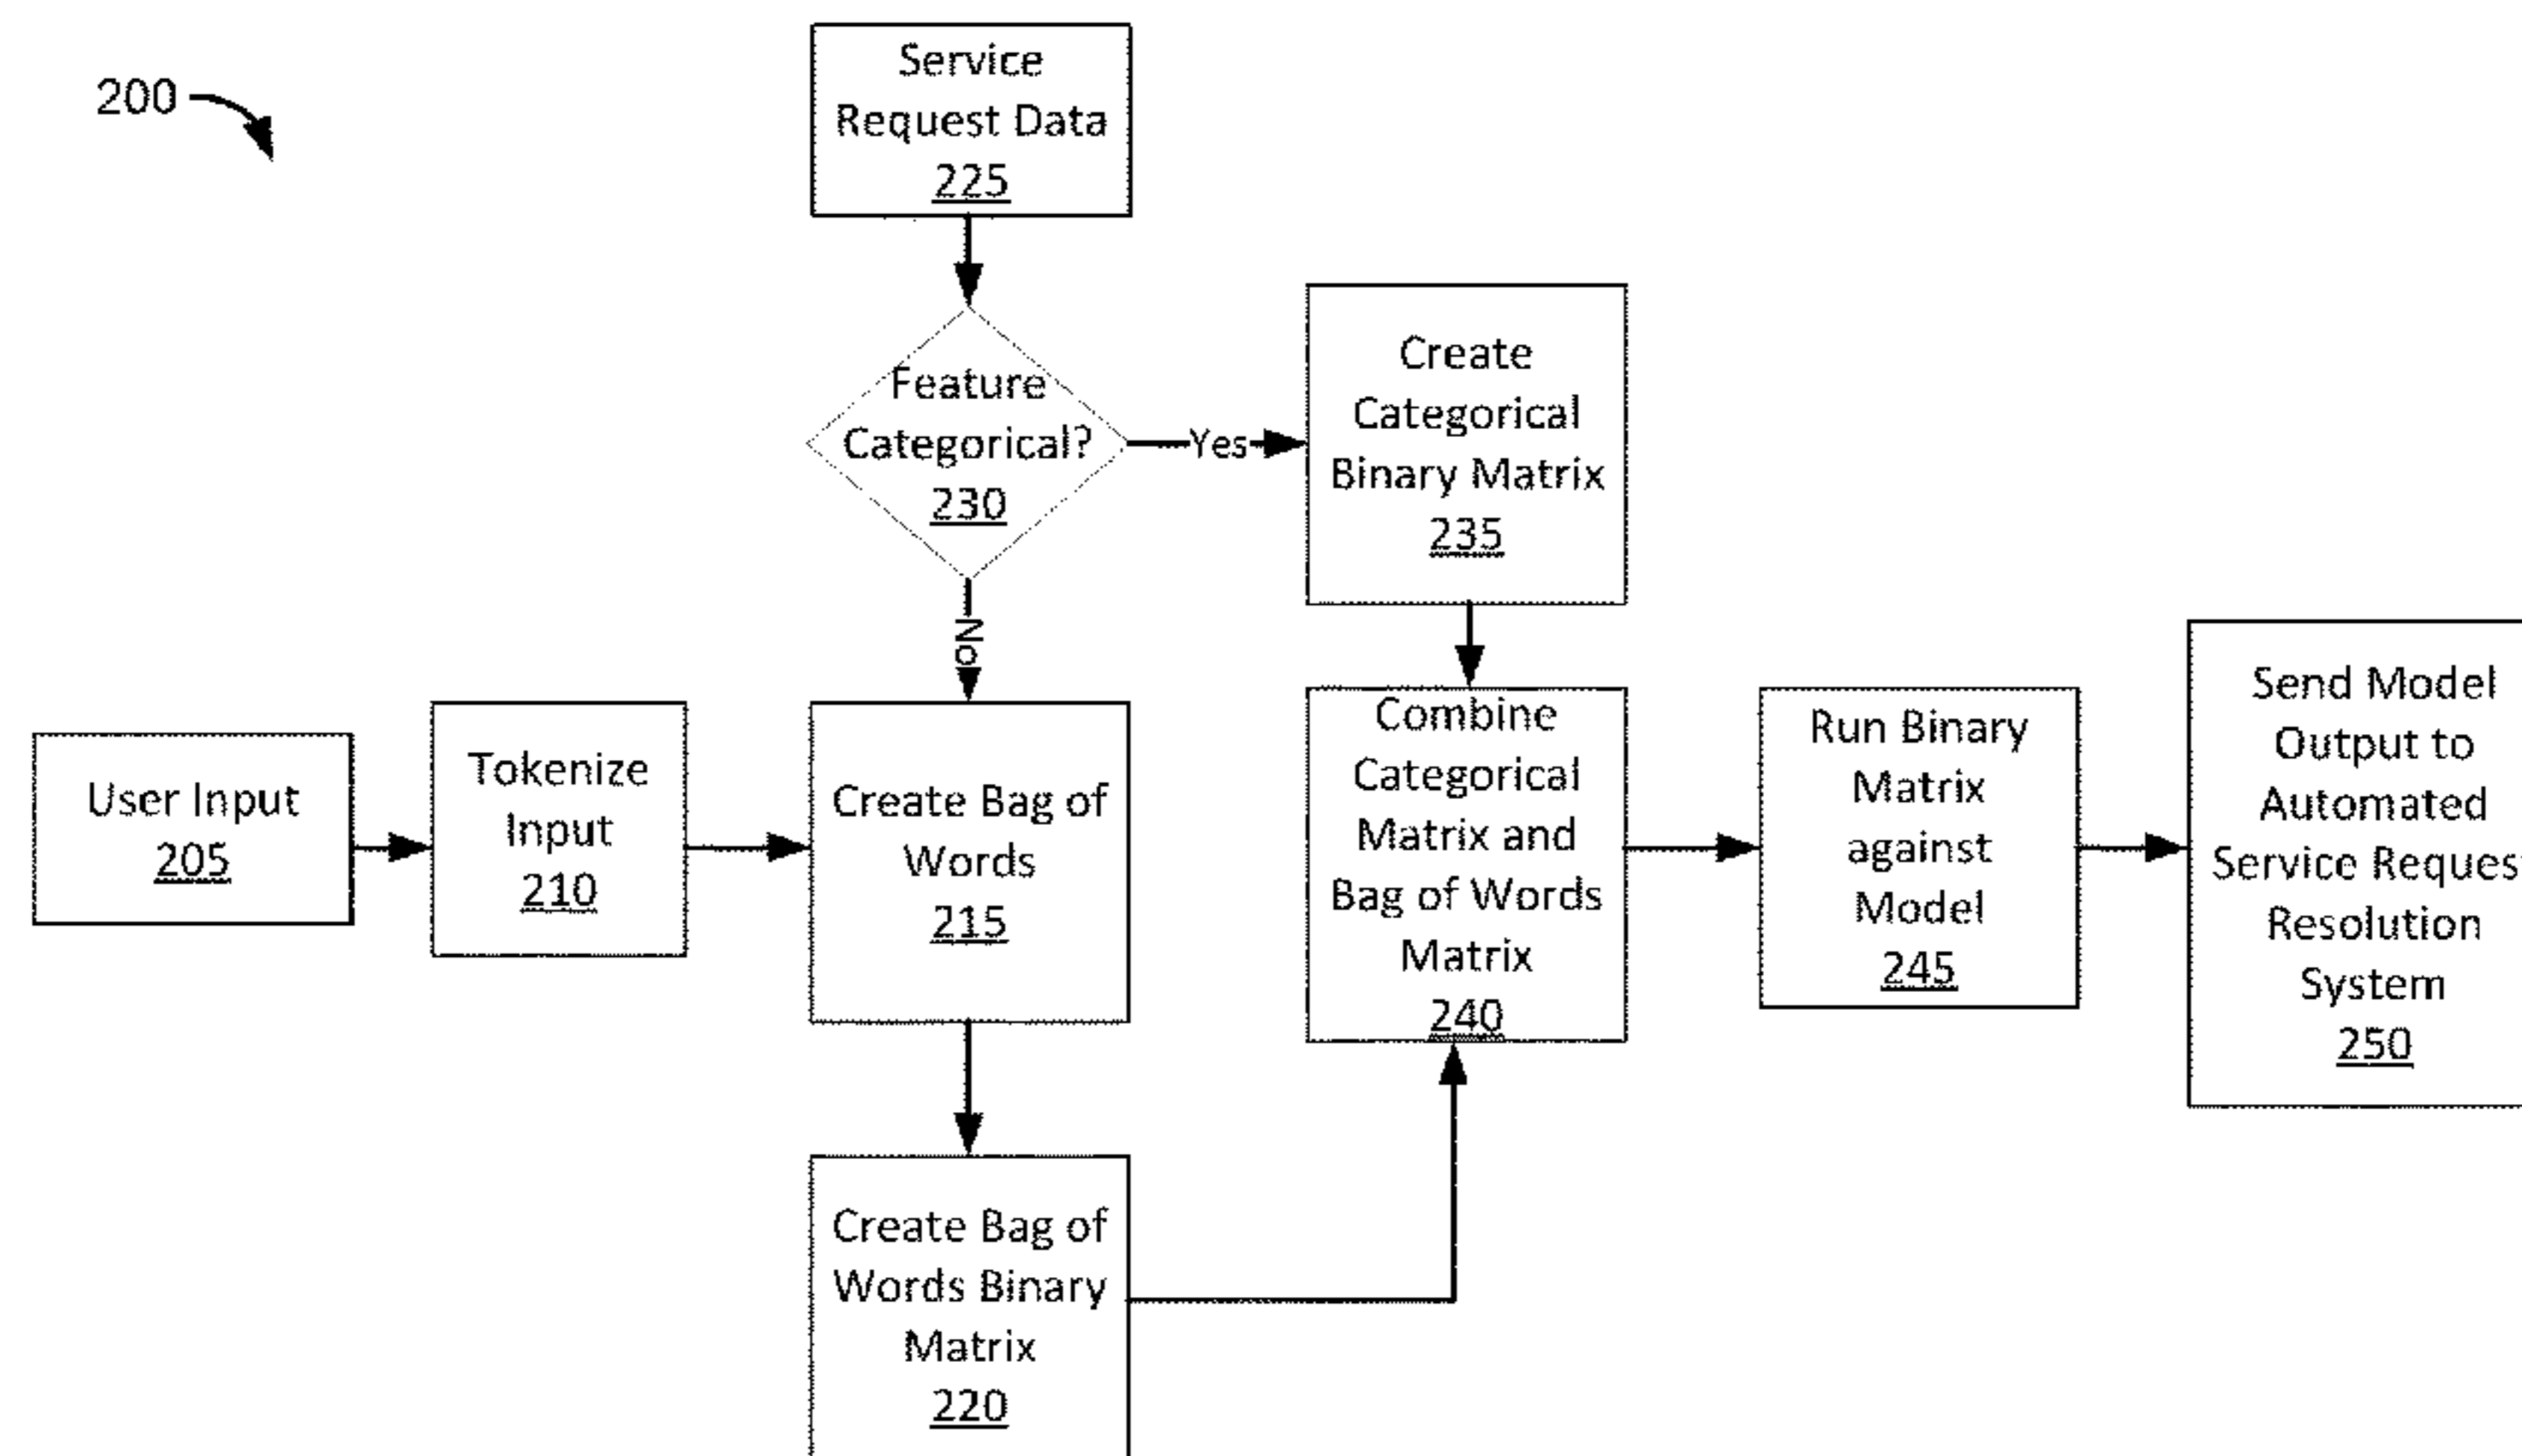 200
Service
Request Data
225
Feature
Categorical?
230
Yes
No
Create
Categorical
Binary Matrix
235
User Input
205
Tokenize
Input
210
Create Bag of
Words
215
Create Bag of
Words Binary
Matrix
220
Combine
Categorical
Matrix and
Bag of Words
Matrix
240
Run Binary
Matrix
against
Model
245
Send Model
Output to
Automated
Service Request
Resolution
System
250